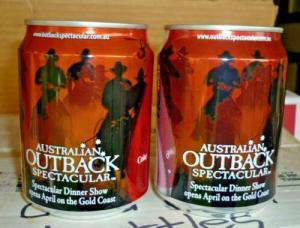 www.outbackspectacular.com.au
AUSTRALIAN
OUTBACK
SPECTACULAR
Spectacular Dinner Show
opens April on the Gold Coast
Coke
www.outbackspectacular.com.au
AUSTRALIAN
OUTBACK
SPECTACULAR
Spectacular Dinner Show
opens April on the Gold Coast